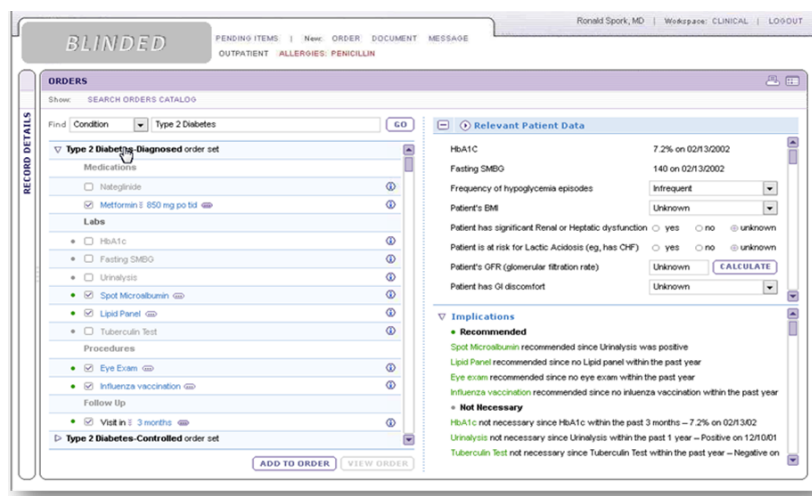 Ronald Spork, MD | Workspace: CLINICAL | LOGOUT
BLINDED
PENDING ITEMS | New: ORDER DOCUMENT MESSAGE
OUTPATIENT ALLERGIES: PENICILLIN
RECORD DETAILS
ORDERS
Show: SEARCH ORDERS CATALOG
Find Condition Type 2 Diabetes GO
Type 2 Diabetes-Diagnosed order set
Medications
Nateglinide
Metformin 850 mg po tid
Labs
HbA1c
Fasting SMBG
Urinalysis
Spot Microalbumin
Lipid Panel
Tuberculin Test
Procedures
Eye Exam
Influenza vaccination
Follow Up
Visit in 3 months
Type 2 Diabetes-Controlled order set
ADD TO ORDER VIEW ORDER
Relevant Patient Data
HbA1C 7.2% on 02/13/2002
Fasting SMBG 140 on 02/13/2002
Frequency of hypoglycemia episodes Infrequent
Patient's BMI Unknown
Patient has significant Renal or Heptatic dysfunction yes no unknown
Patient is at risk for Lactic Acidosis (eg, has CHF) yes no unknown
Patient's GFR (glomerular filtration rate) Unknown CALCULATE
Patient has GI discomfort Unknown
Implications
Recommended
Spot Microalbumin recommended since Urinalysis was positive
Lipid Panel recommended since no Lipid panel within the past year
Eye exam recommended since no eye exam within the past year
Influenza vaccination recommended since no inluenza vaccination within the past year
Not Necessary
HbA1c not necessary since HbA1c within the past 3 months – 7.2% on 02/13/02
Urinalysis not necessary since Urinalysis within the past 1 year – Positive on 12/10/01
Tuberculin Test not necessary since Tuberculin Test within the past year – Negative on